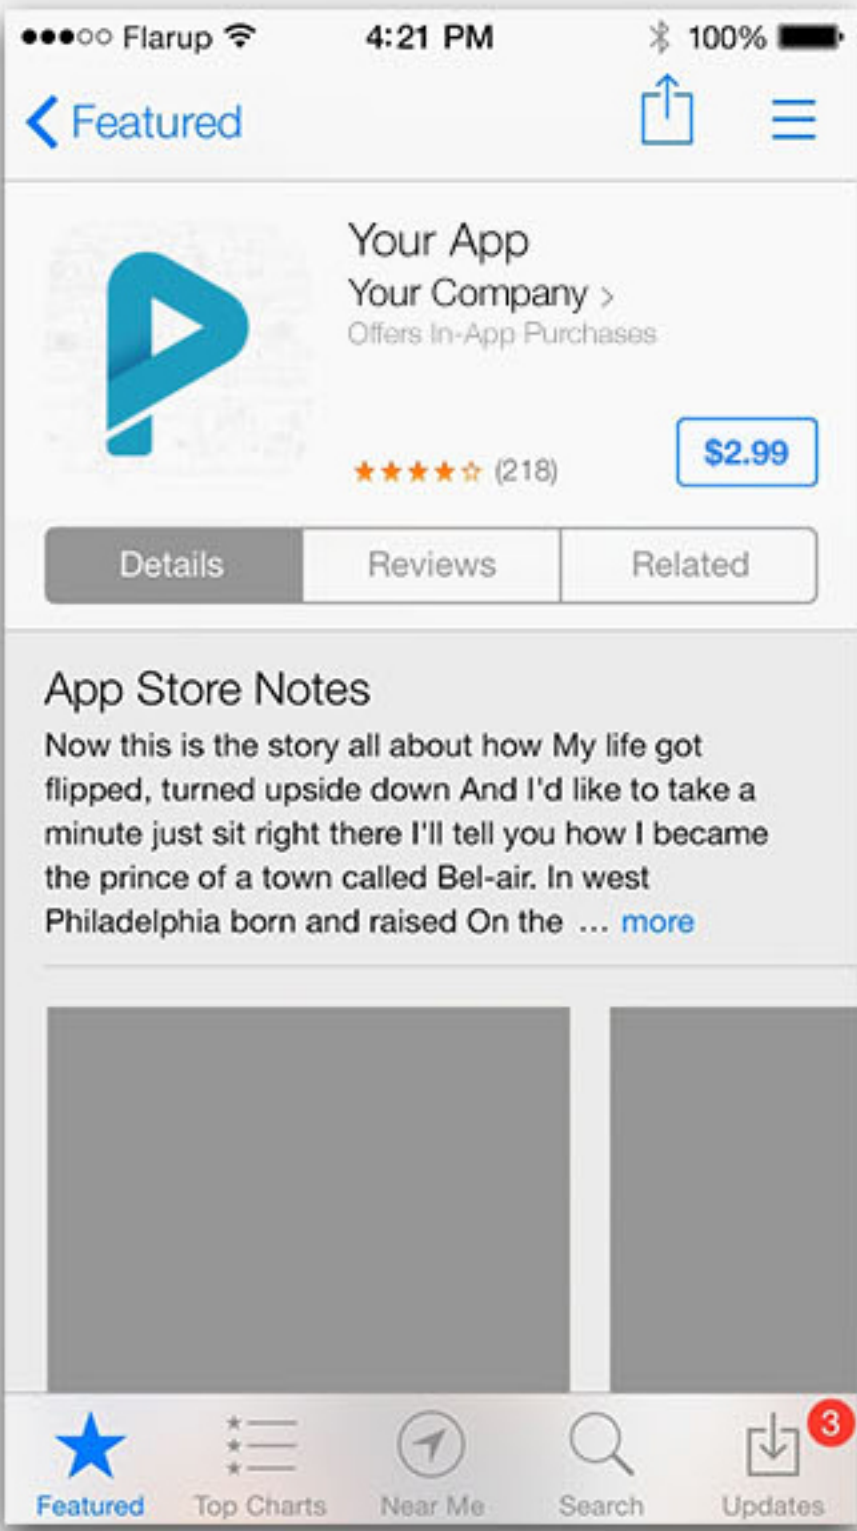 Flarup 4:21 PM 100%
Featured
Your App
Your Company >
Offers In-App Purchases
(218) $2.99
Details Reviews Related
App Store Notes
Now this is the story all about how My life got
flipped, turned upside down And I'd like to take a
minute just sit right there I'll tell you how I became
the prince of a town called Bel-air. In west
Philadelphia born and raised On the ... more
3
Featured Top Charts Near Me Search Updates